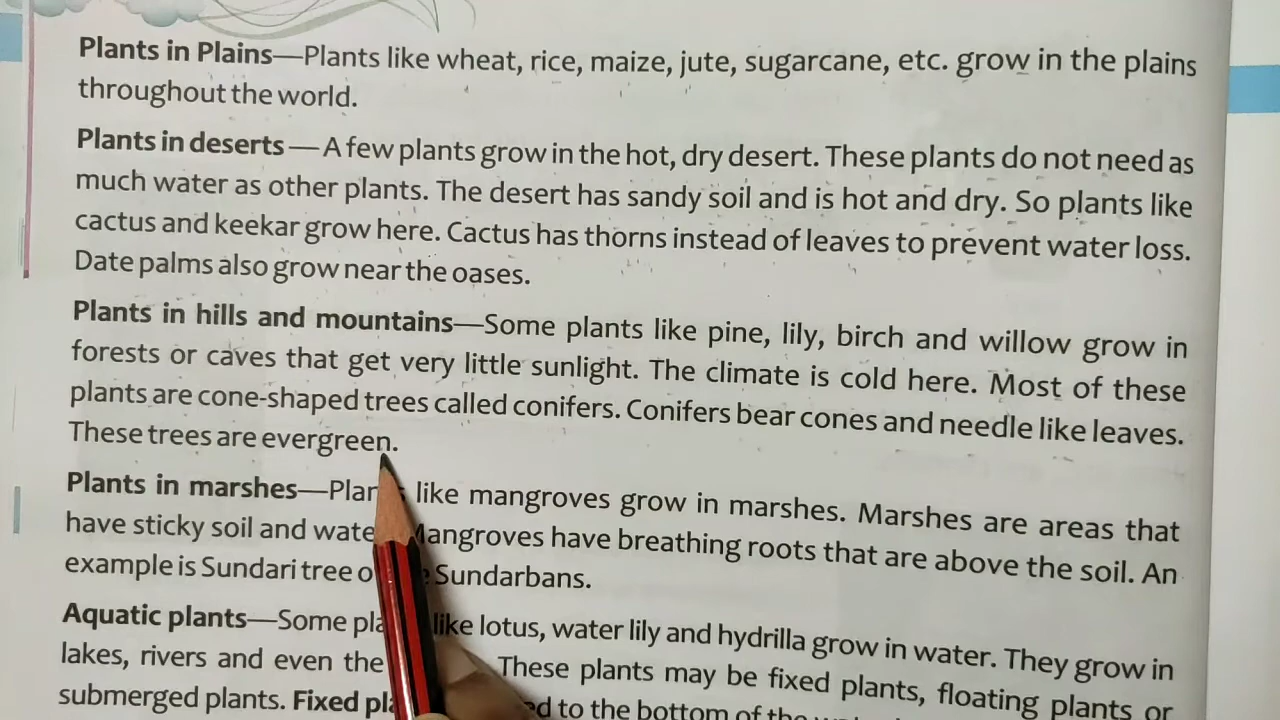 Plants in Plains—Plants like wheat, rice, maize, jute, sugarcane, etc. grow in the plains
throughout the world.
Plants in deserts — A few plants grow in the hot, dry desert. These plants do not need as
much water as other plants. The desert has sandy soil and is hot and dry. So plants like
cactus and keekar grow here. Cactus has thorns instead of leaves to prevent water loss.
Date palms also grow near the oases.
Plants in hills and mountains—Some plants like pine, lily, birch and willow grow in
forests or caves that get very little sunlight. The climate is cold here. Most of these
plants are cone-shaped trees called conifers. Conifers bear cones and needle like leaves.
These trees are evergreen.
Plants in marshes—Plants like mangroves grow in marshes. Marshes are areas that
have sticky soil and water. Mangroves have breathing roots that are above the soil. An
example is Sundari tree Sundarbans.
Aquatic plants—Some like lotus, water lily and hydrilla grow in water. They grow in
lakes, rivers and even the These plants may be fixed plants, floating plants or
submerged plants. Fixed to the bottom of the